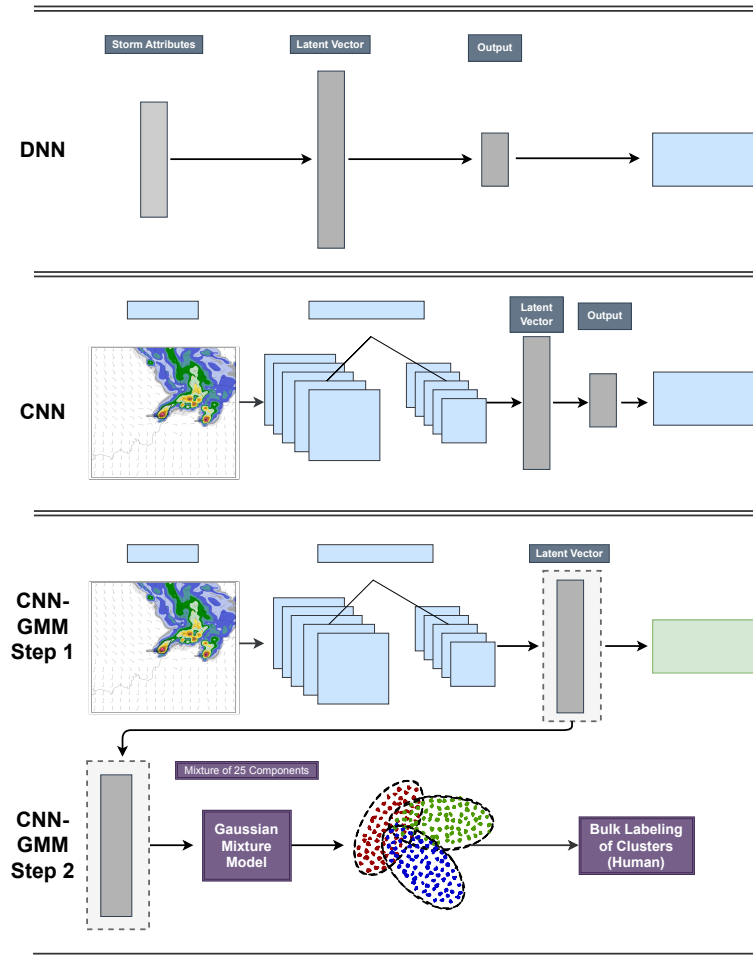 Storm Attributes
Latent Vector
Output
DNN
Latent
Vector
Output
CNN
Latent Vector
CNN-
GMM
Step 1
Mixture of 25 Components
CNN-
GMM
Step 2
Gaussian
Mixture
Model
Bulk Labeling
of Clusters
(Human)